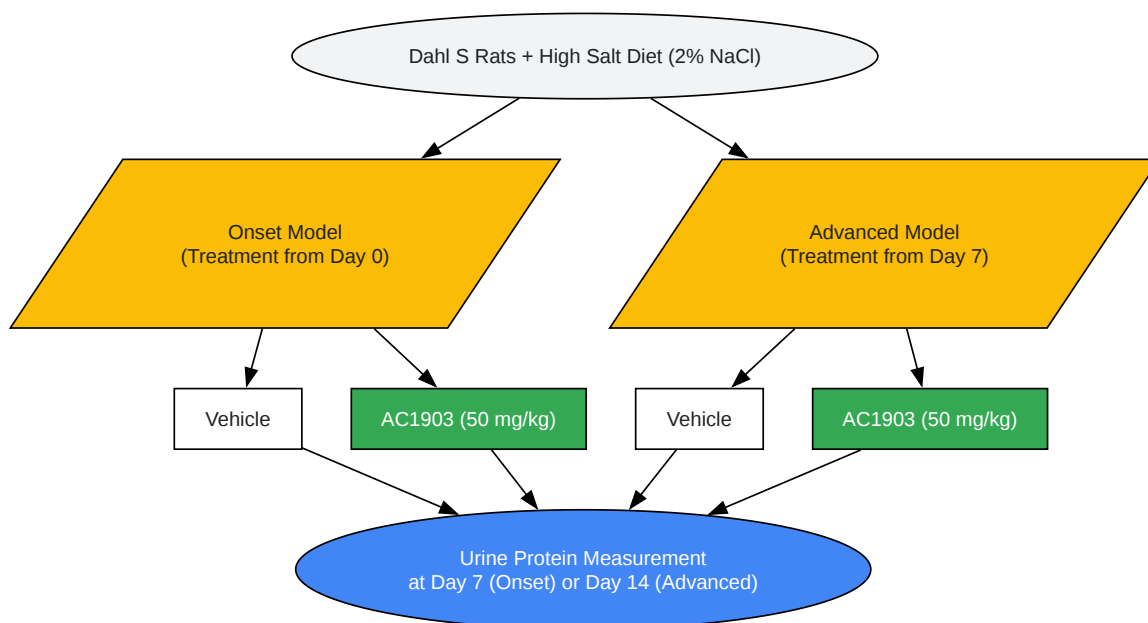 Dahl S Rats + High Salt Diet (2% NaCl)
Onset Model
(Treatment from Day 0)
Advanced Model
(Treatment from Day 7)
Vehicle
AC1903 (50 mg/kg)
Vehicle
AC1903 (50 mg/kg)
Urine Protein Measurement
at Day 7 (Onset) or Day 14 (Advanced)